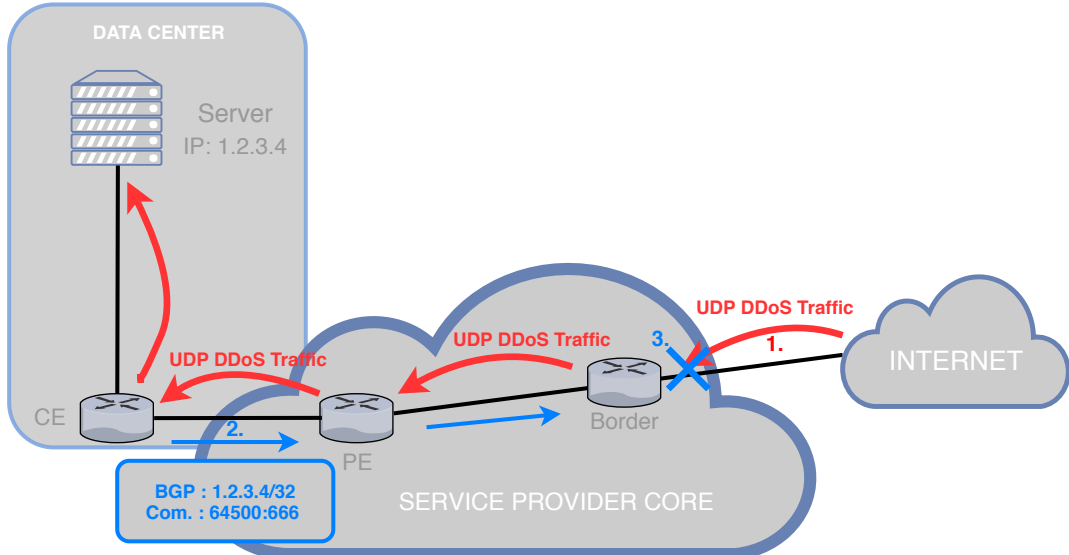 DATA CENTER
Server
IP: 1.2.3.4
UDP DDoS Traffic
1.
3.
UDP DDoS Traffic
UDP DDoS Traffic
INTERNET
CE
2.
PE
Border
BGP : 1.2.3.4/32
Com. : 64500:666
SERVICE PROVIDER CORE